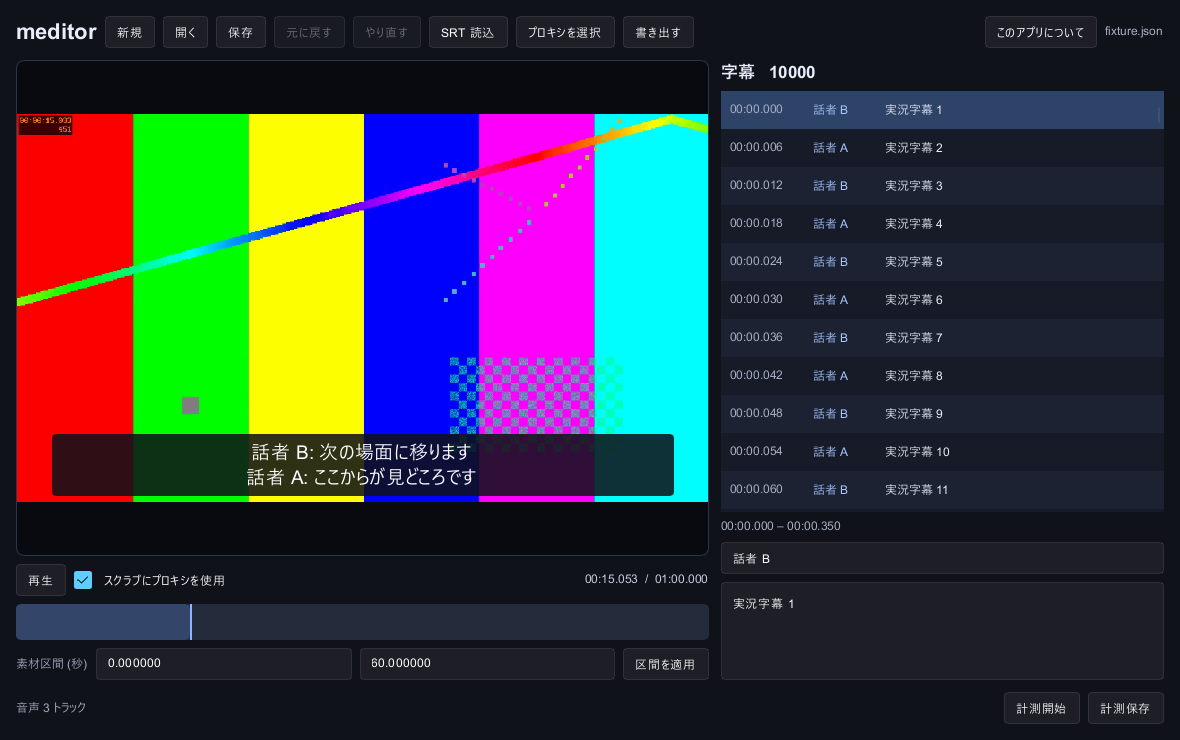 meditor 新規 開く 保存 元に戻す やり直す SRT 読込 プロキシを選択 書き出す このアプリについて fixture.json
字幕 10000
00:00.000 話者 B 実況字幕 1
00:00.006 話者 A 実況字幕 2
00:00.012 話者 B 実況字幕 3
00:00.018 話者 A 実況字幕 4
00:00.024 話者 B 実況字幕 5
00:00.030 話者 A 実況字幕 6
00:00.036 話者 B 実況字幕 7
00:00.042 話者 A 実況字幕 8
00:00.048 話者 B 実況字幕 9
00:00.054 話者 A 実況字幕 10
00:00.060 話者 B 実況字幕 11
00:00:15.033
451
話者 B: 次の場面に移ります
話者 A: ここからが見どころです
00:00.000 – 00:00.350
話者 B
実況字幕 1
再生 スクラブにプロキシを使用 00:15.053 / 01:00.000
素材区間 (秒) 0.000000 60.000000 区間を適用
音声 3 トラック 計測開始 計測保存